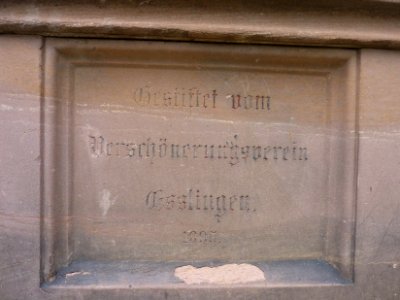 Gestiftet vom
Verschönerungsverein
Esslingen.